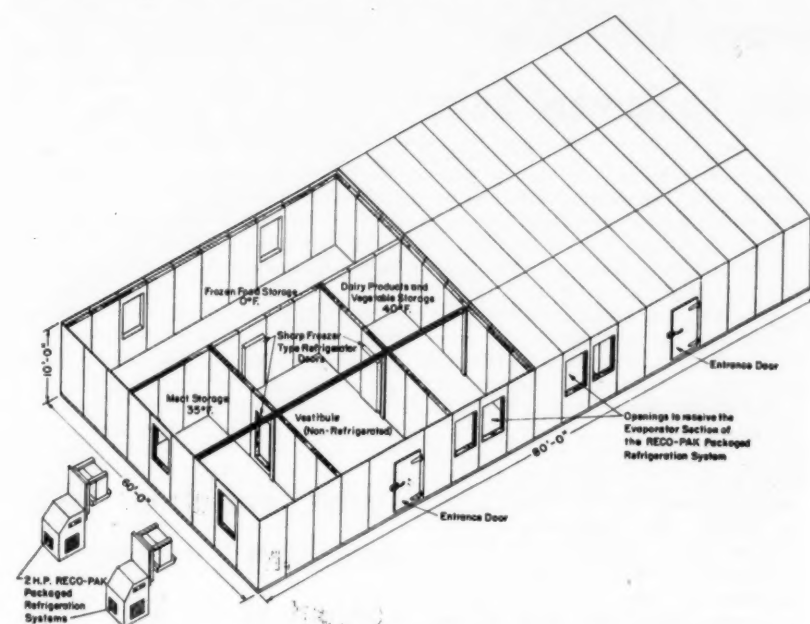 Frozen Food Storage
0°F.
Dairy Products and
Vegetable Storage
40°F.
Sharp Freezer
Type Refrigerator
Doors
Meat Storage
35°F.
Vestibule
(Non-Refrigerated)
10'-0"
60'-0"
80'-0"
Entrance Door
Openings to receive the
Evaporator Section of
the RECO-PAK Packaged
Refrigeration System
Entrance Door
2 H.P. RECO-PAK
Packaged
Refrigeration
Systems